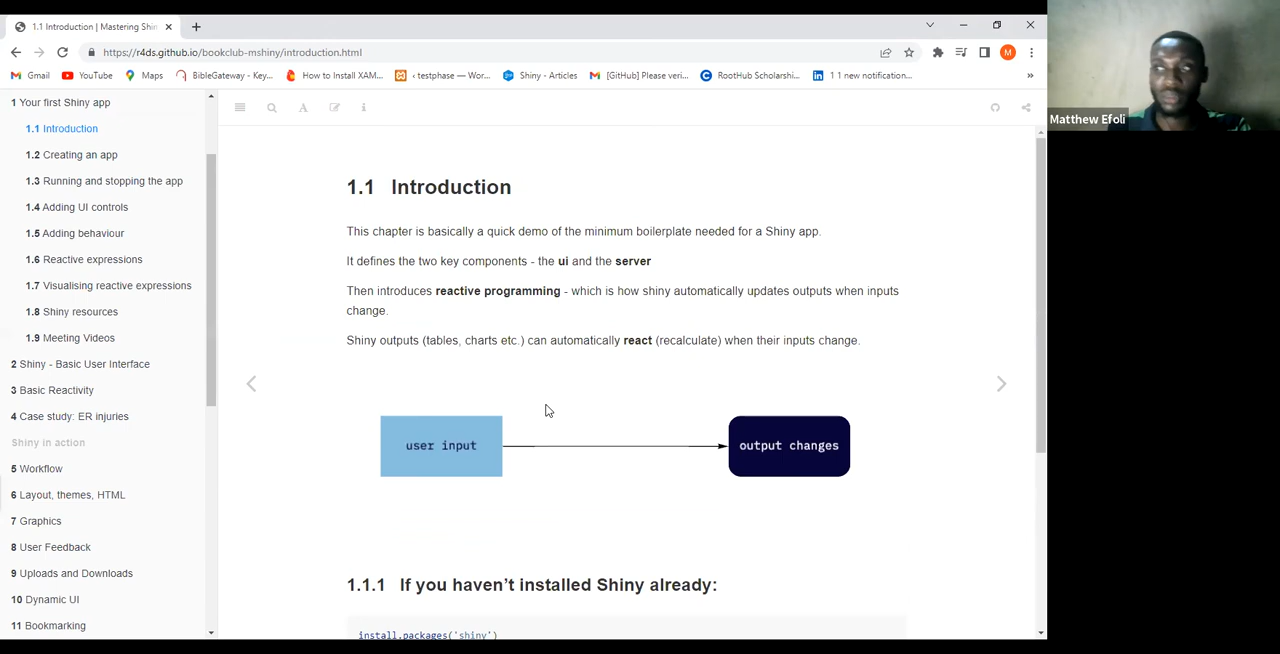 1.1 Introduction | Mastering Shin
https://r4ds.github.io/bookclub-mshiny/introduction.html
M
Gmail
YouTube
Maps
BibleGateway - Key...
How to Install XAM...
‹ testphase — Wor...
Shiny - Articles
[GitHub] Please veri...
RootHub Scholarshi...
1 1 new notification...
»
Matthew Efoli
1 Your first Shiny app
1.1 Introduction
1.2 Creating an app
1.3 Running and stopping the app
1.4 Adding UI controls
1.5 Adding behaviour
1.6 Reactive expressions
1.7 Visualising reactive expressions
1.8 Shiny resources
1.9 Meeting Videos
2 Shiny - Basic User Interface
3 Basic Reactivity
4 Case study: ER injuries
Shiny in action
5 Workflow
6 Layout, themes, HTML
7 Graphics
8 User Feedback
9 Uploads and Downloads
10 Dynamic UI
11 Bookmarking
1.1 Introduction
This chapter is basically a quick demo of the minimum boilerplate needed for a Shiny app.
It defines the two key components - the ui and the server
Then introduces reactive programming - which is how shiny automatically updates outputs when inputs
change.
Shiny outputs (tables, charts etc.) can automatically react (recalculate) when their inputs change.
user input
output changes
1.1.1 If you haven't installed Shiny already:
install.packages('shiny')